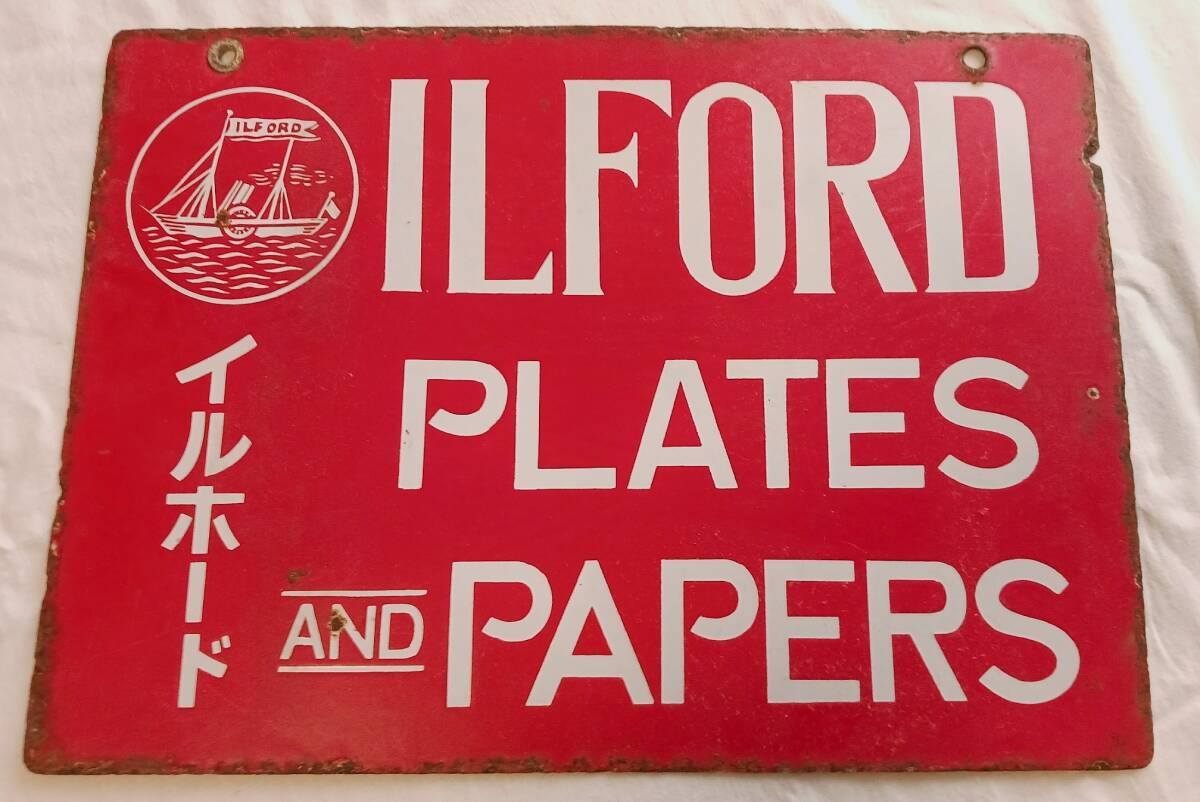 ILFORD
ILFORD
PLATES
AND PAPERS
イルホード